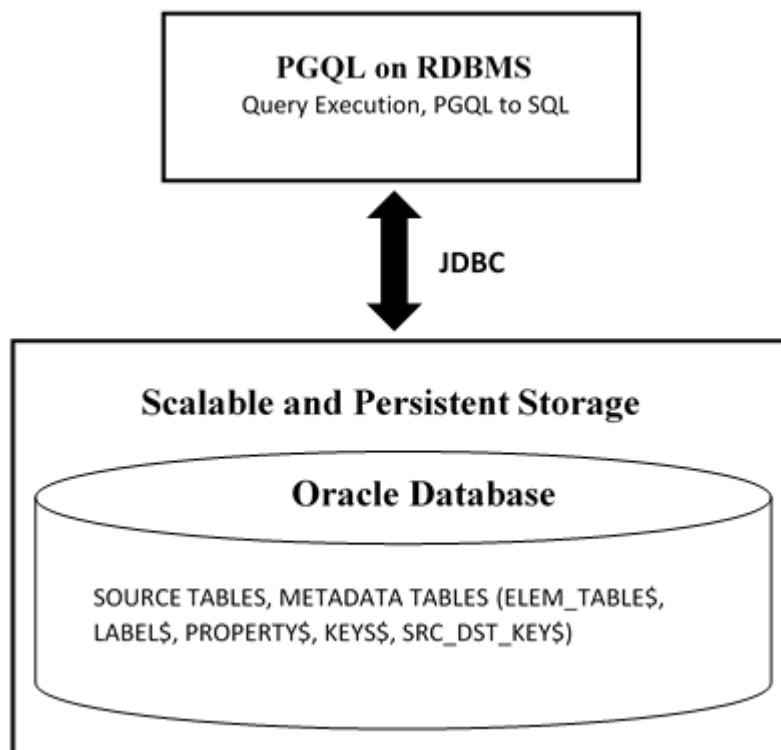 PGQL on RDBMS
Query Execution, PGQL to SQL
JDBC
Scalable and Persistent Storage
Oracle Database
SOURCE TABLES, METADATA TABLES (ELEM_TABLE$,
LABEL$, PROPERTY$, KEYS$, SRC_DST_KEY$)